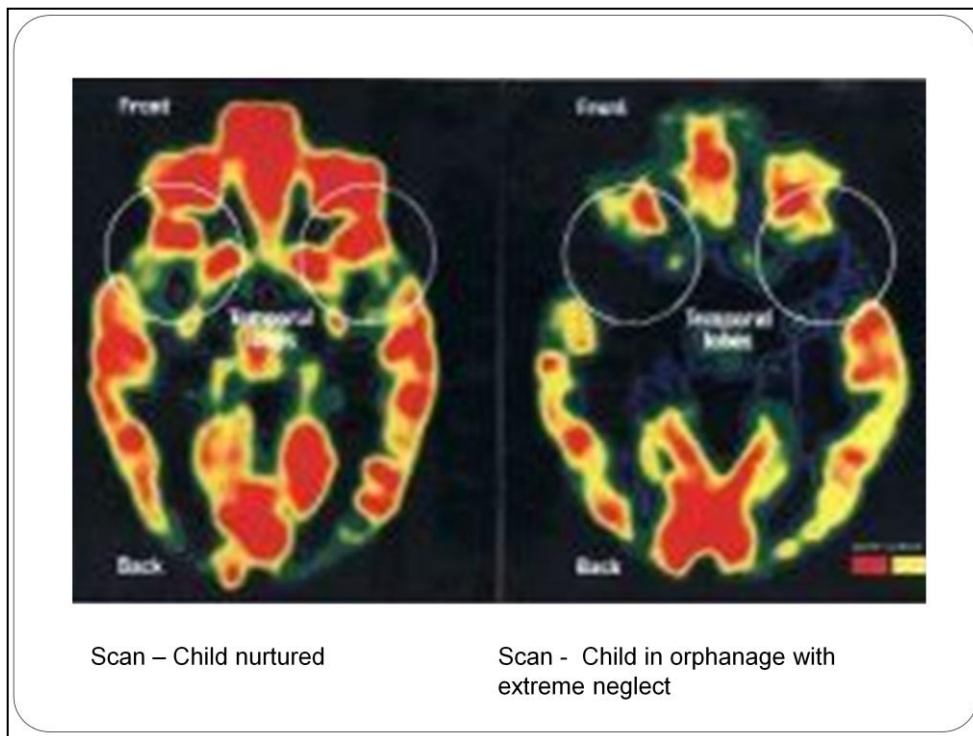 Front
Front
Temporal
lobes
Temporal
lobes
Back
Back
Scan – Child nurtured
Scan - Child in orphanage with
extreme neglect